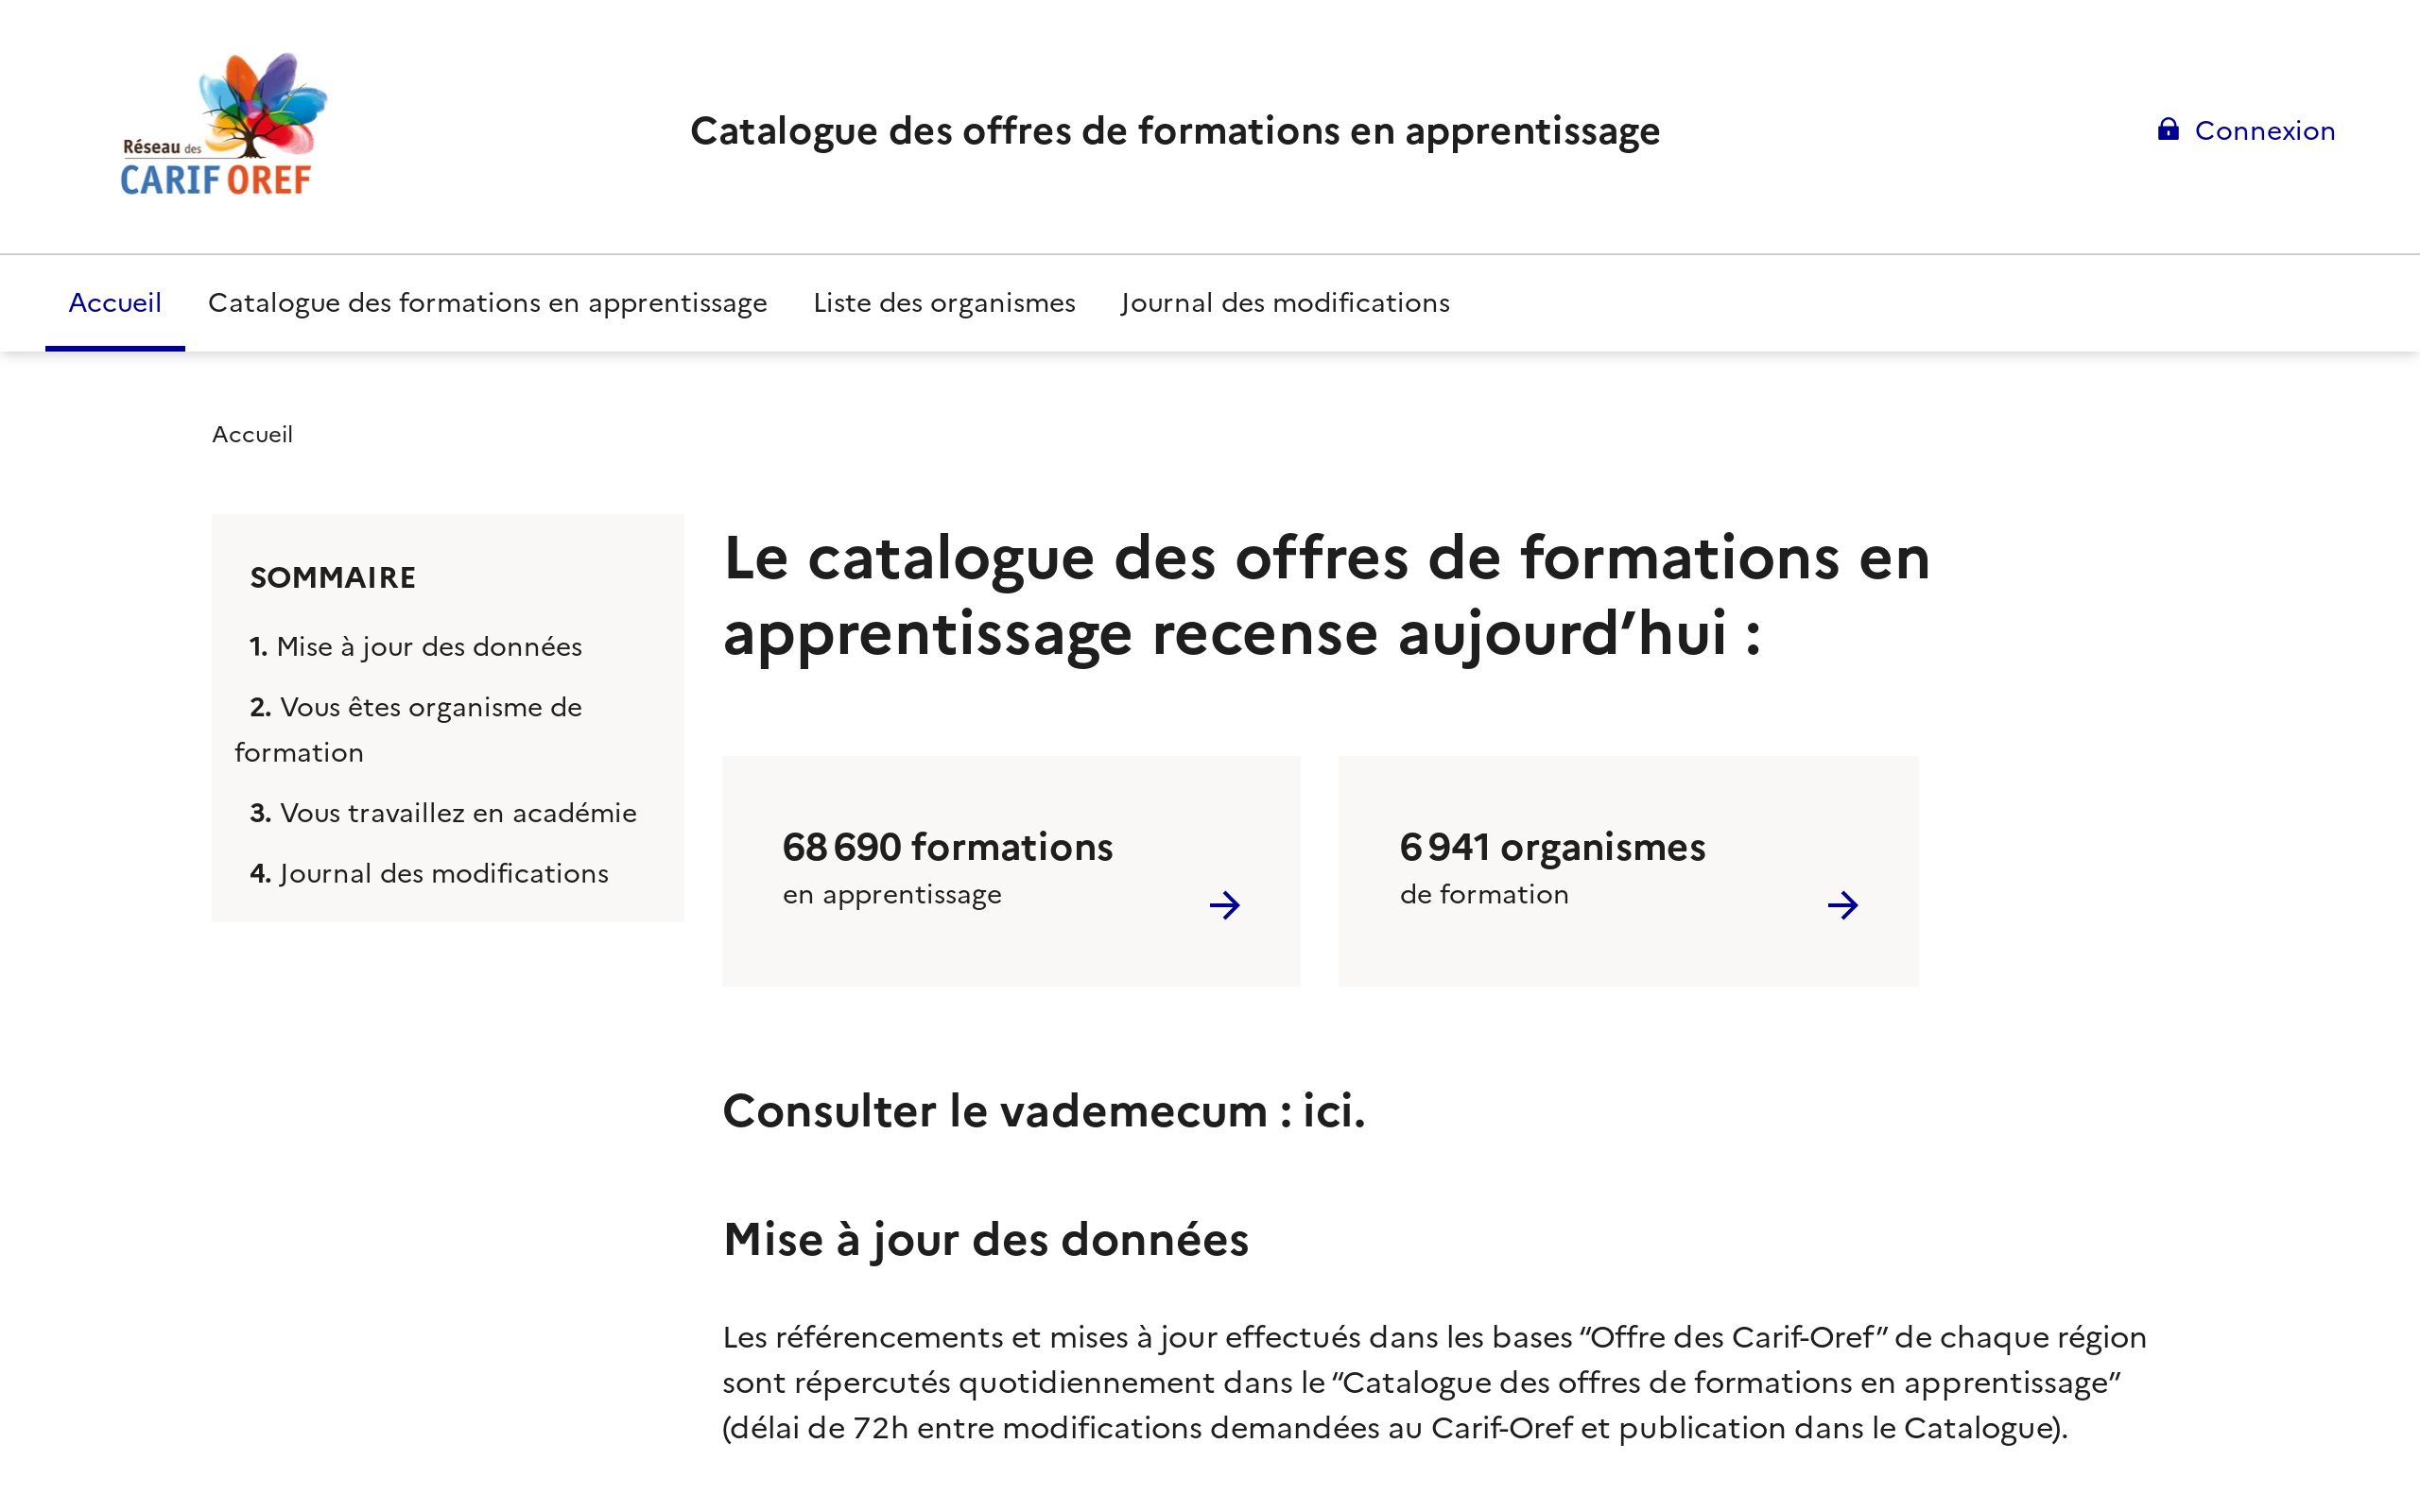 Réseau des
CARIF OREF
Catalogue des offres de formations en apprentissage
Connexion
Accueil
Catalogue des formations en apprentissage
Liste des organismes
Journal des modifications
Accueil
SOMMAIRE
1. Mise à jour des données
2. Vous êtes organisme de
formation
3. Vous travaillez en académie
4. Journal des modifications
Le catalogue des offres de formations en
apprentissage recense aujourd’hui :
68 690 formations
en apprentissage
6 941 organismes
de formation
Consulter le vademecum : ici.
Mise à jour des données
Les référencements et mises à jour effectués dans les bases “Offre des Carif-Oref” de chaque région
sont répercutés quotidiennement dans le “Catalogue des offres de formations en apprentissage”
(délai de 72h entre modifications demandées au Carif-Oref et publication dans le Catalogue).